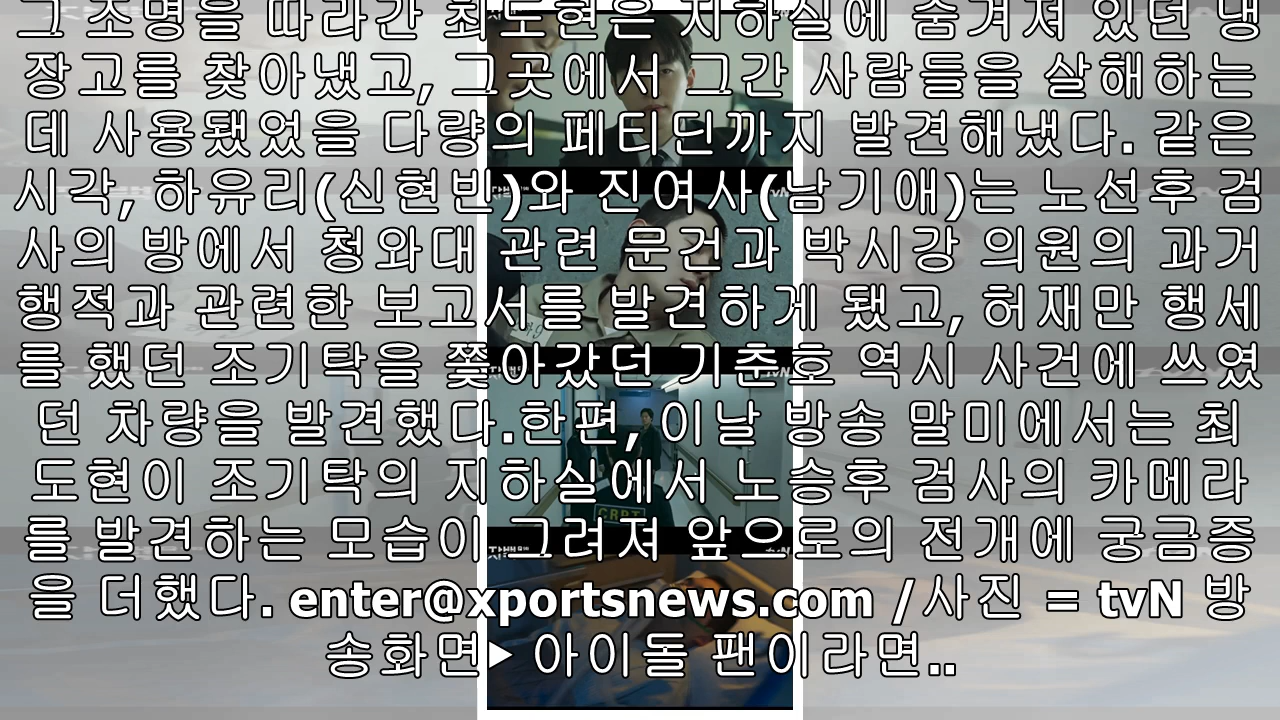 그 조명을 따라간 최도현은 지하실에 숨겨져 있던 냉
장고를 찾아냈고, 그곳에서 그간 사람들을 살해하는
데 사용됐었을 다량의 페티딘까지 발견해냈다. 같은
시각, 하유리(신현빈)와 진여사(남기애)는 노선후 검
사의 방에서 청와대 관련 문건과 박시강 의원의 과거
행적과 관련한 보고서를 발견하게 됐고, 허재만 행세
를 했던 조기탁을 쫓아갔던 기춘호 역시 사건에 쓰였
던 차량을 발견했다.한편, 이날 방송 말미에서는 최
도현이 조기탁의 지하실에서 노승후 검사의 카메라
를 발견하는 모습이 그려져 앞으로의 전개에 궁금증
을 더했다. enter@xportsnews.com /사진 = tvN 방
송화면▶ 아이돌 팬이라면..
tvN
tvN
CRPT
tvN